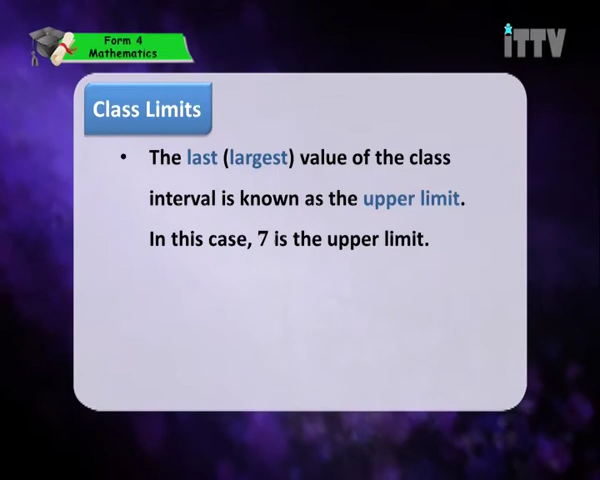 Form 4
Mathematics
iTTV
Class Limits
• The last (largest) value of the class
interval is known as the upper limit.
In this case, 7 is the upper limit.